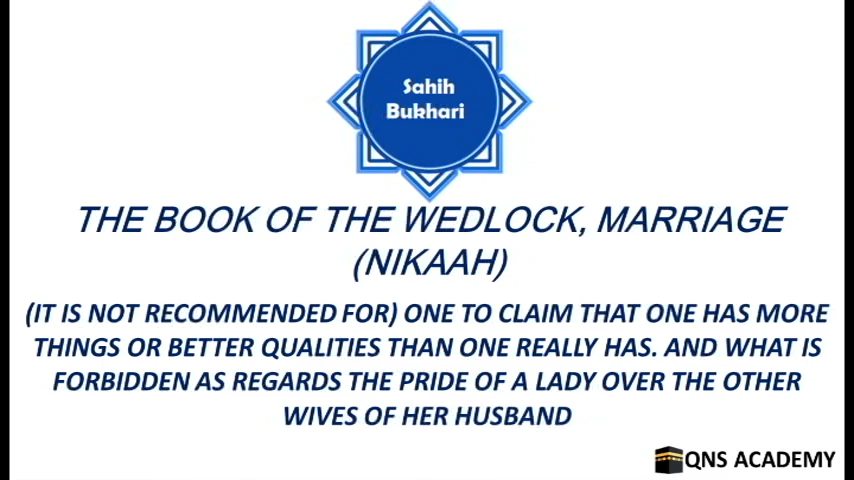 Sahih
Bukhari
THE BOOK OF THE WEDLOCK, MARRIAGE
(NIKAAH)
(IT IS NOT RECOMMENDED FOR) ONE TO CLAIM THAT ONE HAS MORE
THINGS OR BETTER QUALITIES THAN ONE REALLY HAS. AND WHAT IS
FORBIDDEN AS REGARDS THE PRIDE OF A LADY OVER THE OTHER
WIVES OF HER HUSBAND
QNS ACADEMY